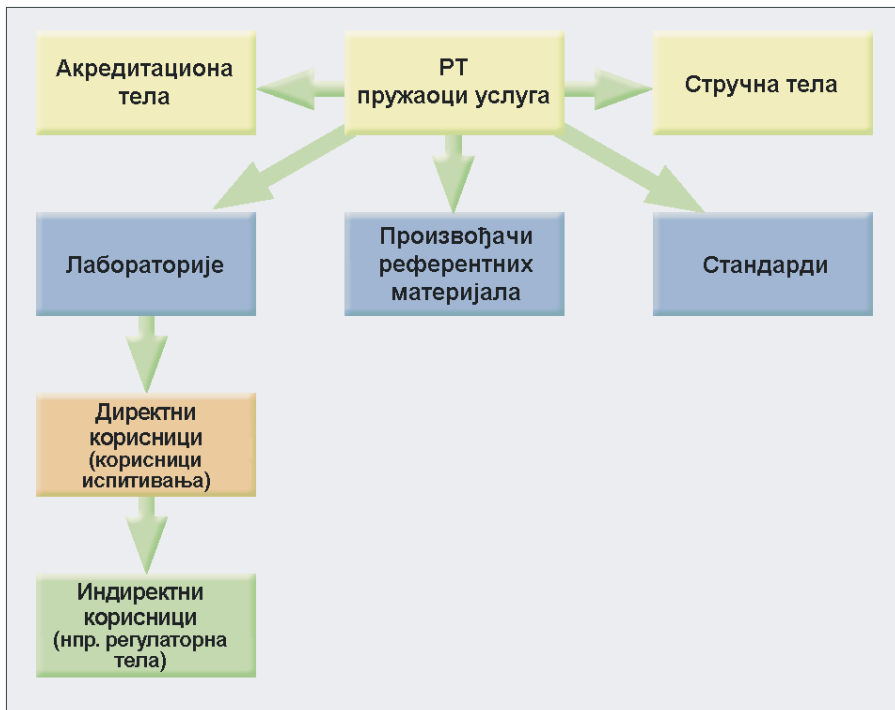 Акредитациона
тела
РТ
пружаоци услуга
Стручна тела
Лабораторије
Произвођачи
референтних
материјала
Стандарди
Директни
корисници
(корисници
испитивања)
Индиректни
корисници
(нпр. регулаторна
тела)